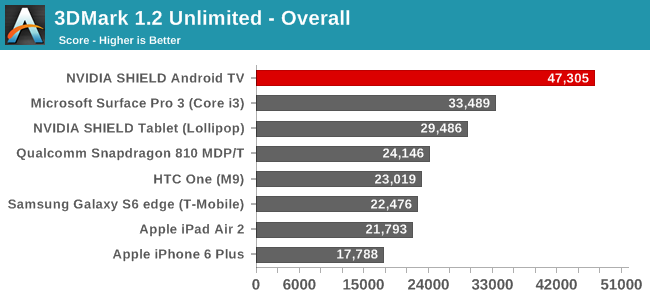 3DMark 1.2 Unlimited - Overall
Score - Higher is Better
NVIDIA SHIELD Android TV 47,305
Microsoft Surface Pro 3 (Core i3) 33,489
NVIDIA SHIELD Tablet (Lollipop) 29,486
Qualcomm Snapdragon 810 MDP/T 24,146
HTC One (M9) 23,019
Samsung Galaxy S6 edge (T-Mobile) 22,476
Apple iPad Air 2 21,793
Apple iPhone 6 Plus 17,788
0 6000 15000 24000 33000 42000 51000